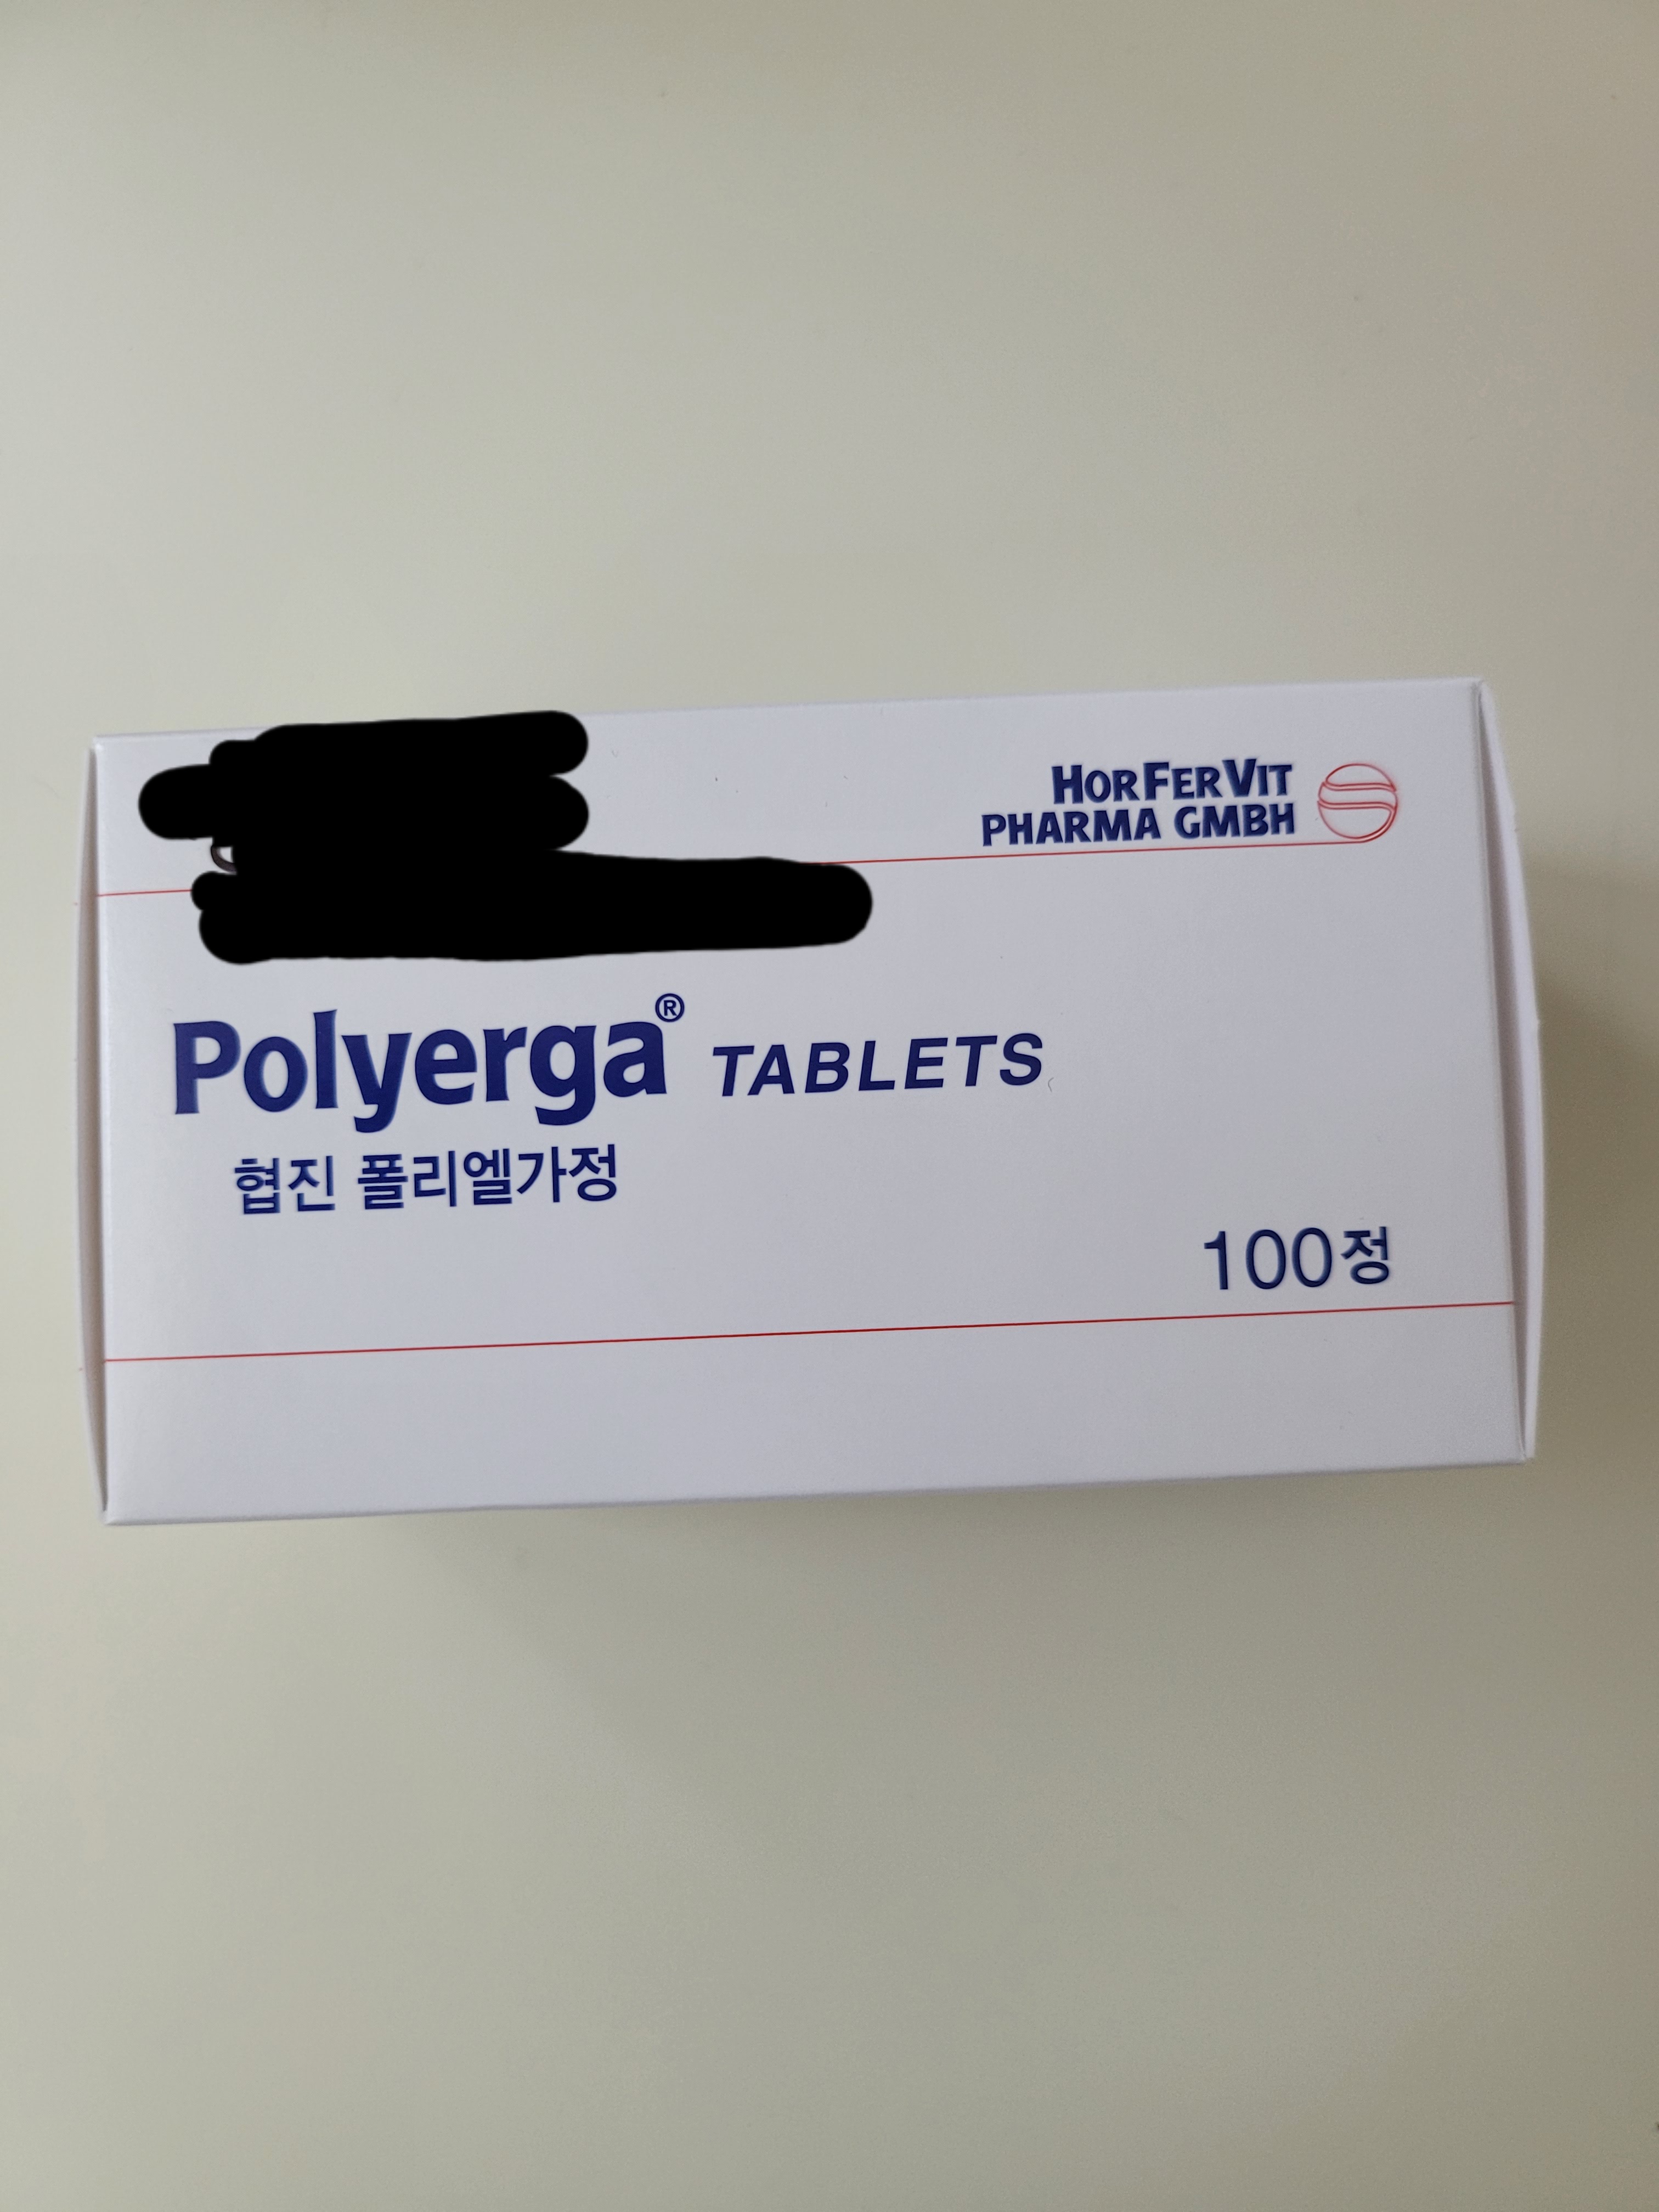 HORFERVIT
PHARMA GMBH
Polyerga® TABLETS
협진 폴리엘가정
100정